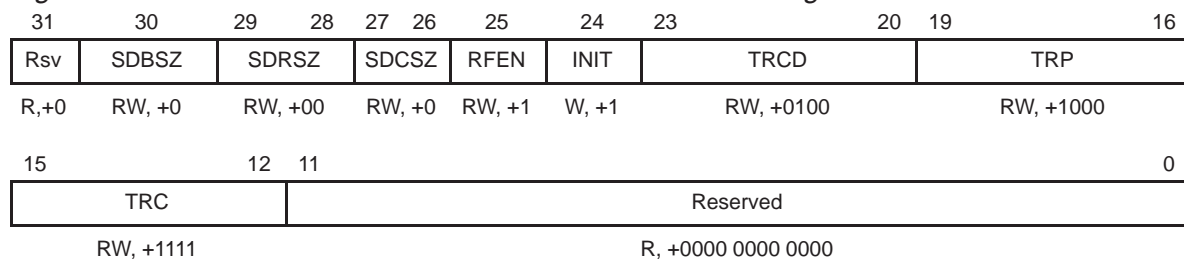 31 30 29 28 27 26 25 24 23 20 19 16
Rsv SDBSZ SDRSZ SDCSZ RFEN INIT TRCD TRP
R,+0 RW, +0 RW, +00 RW, +0 RW, +1 W, +1 RW, +0100 RW, +1000
15 12 11 0
TRC Reserved
RW, +1111 R, +0000 0000 0000